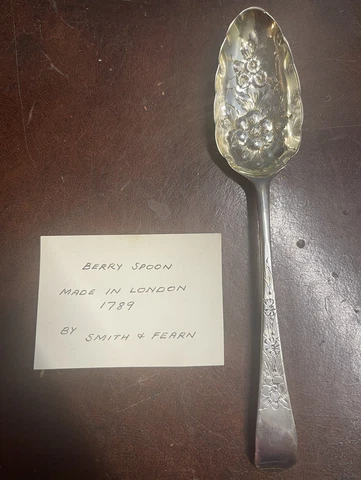 BERRY SPOON
MADE IN LONDON
1789
BY SMITH & FEARN